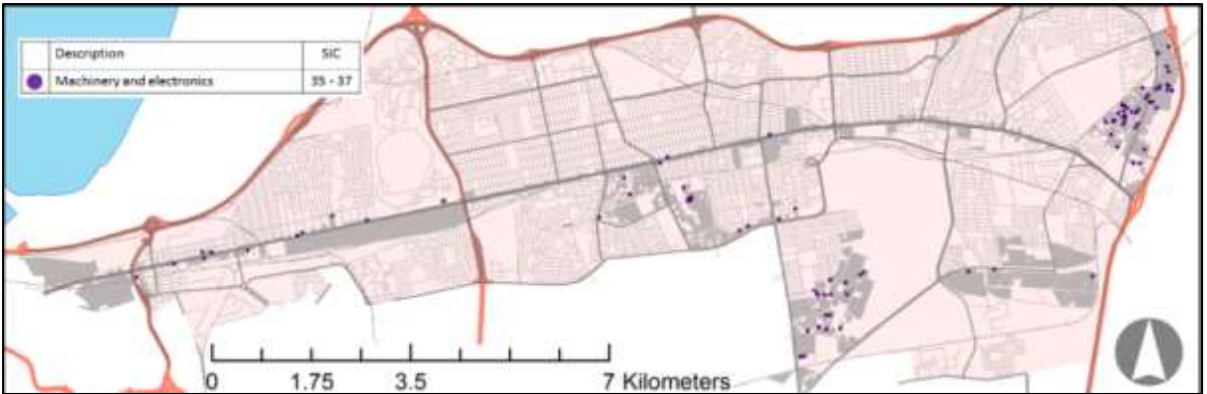 Description SIC
Machinery and electronics 35 - 37
0 1.75 3.5 7 Kilometers